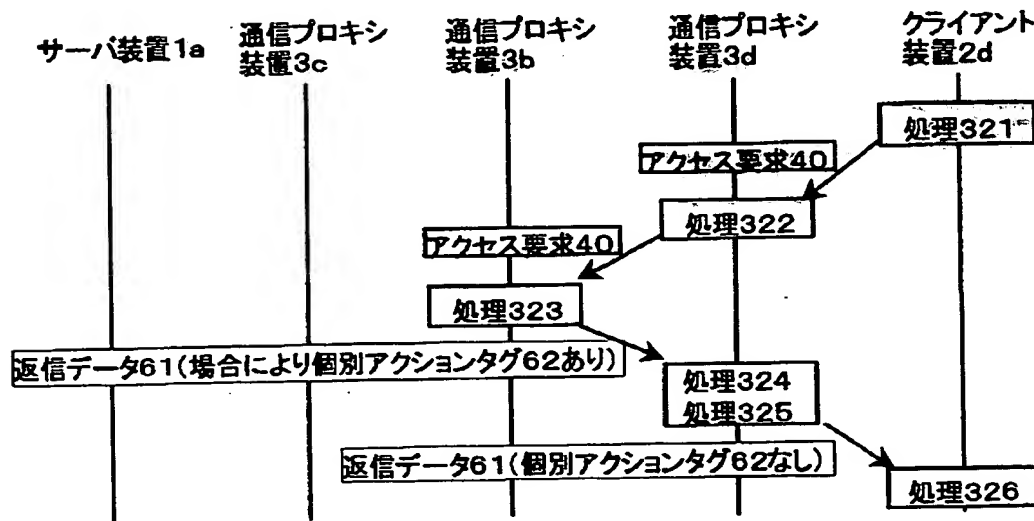 サーバ装置1a
通信プロキシ
装置3c
通信プロキシ
装置3b
通信プロキシ
装置3d
クライアント
装置2d
処理321
アクセス要求40
処理322
アクセス要求40
処理323
返信データ61(場合により個別アクションタグ62あり)
処理324
処理325
返信データ61(個別アクションタグ62なし)
処理326